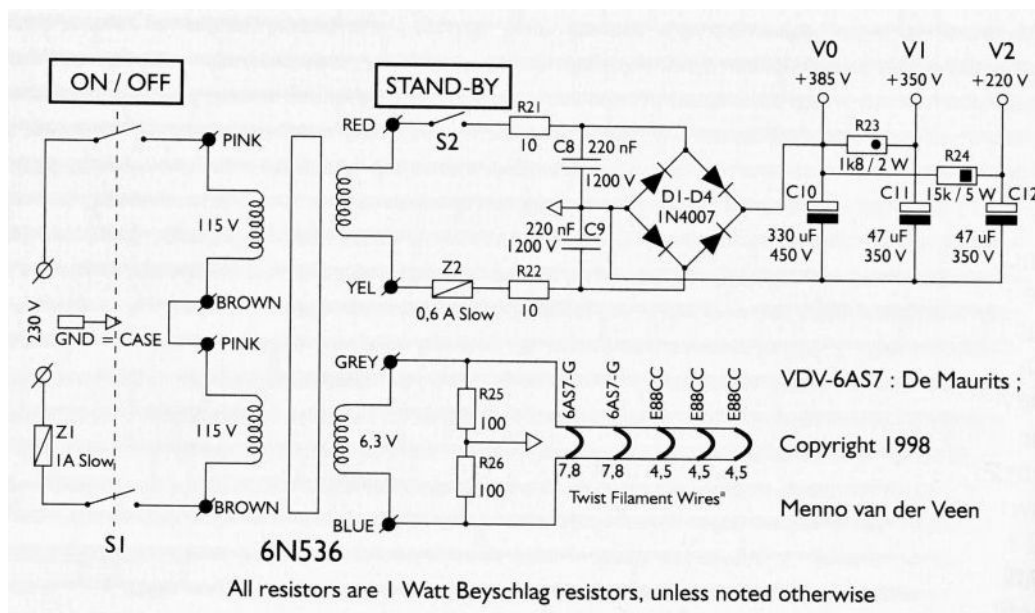 ON / OFF
STAND-BY
V0
V1
V2
+385 V
+350 V
+220 V
RED
S2
R21
10
C8
220 nF
1200 V
R23
1k8 / 2 W
R24
15k / 5 W
PINK
115 V
D1-D4
1N4007
C10
C11
C12
220 nF
C9
1200 V
330 uF
450 V
47 uF
350 V
47 uF
350 V
YEL
Z2
0,6 A Slow
R22
10
BROWN
230 V
GND = CASE
PINK
GREY
R25
100
6AS7-G
6AS7-G
E88CC
E88CC
E88CC
VDV-6AS7 : De Maurits ;
115 V
6,3 V
Copyright 1998
Z1
1A Slow
R26
100
7,8
7,8
4,5
4,5
4,5
Twist Filament Wires*
BROWN
BLUE
Menno van der Veen
S1
6N536
All resistors are 1 Watt Beyschlag resistors, unless noted otherwise